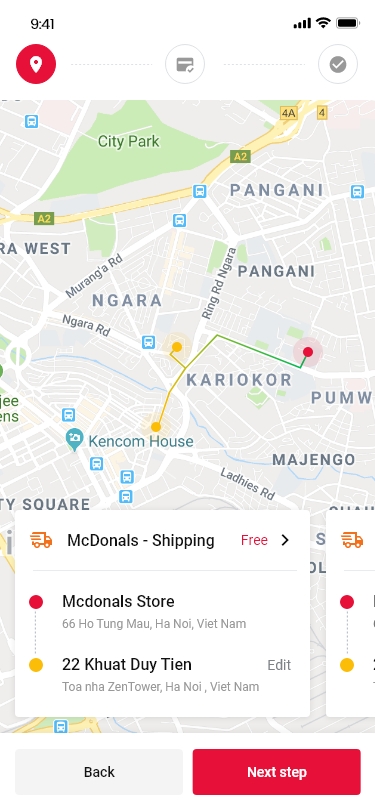 9:41
4A
4
City Park
A2
PANGANI
A2
RA WEST
Murang'a Rd
Ring Rd Ngara
PANGANI
NGARA
Ngara Rd
KARIOKOR
jee
ens
PUMW
Kencom House
MAJENGO
Ladhies Rd
TY SQUARE
McDonals - Shipping
Free
Mcdonals Store
66 Ho Tung Mau, Ha Noi, Viet Nam
22 Khuat Duy Tien
Edit
Toa nha ZenTower, Ha Noi , Viet Nam
Back
Next step